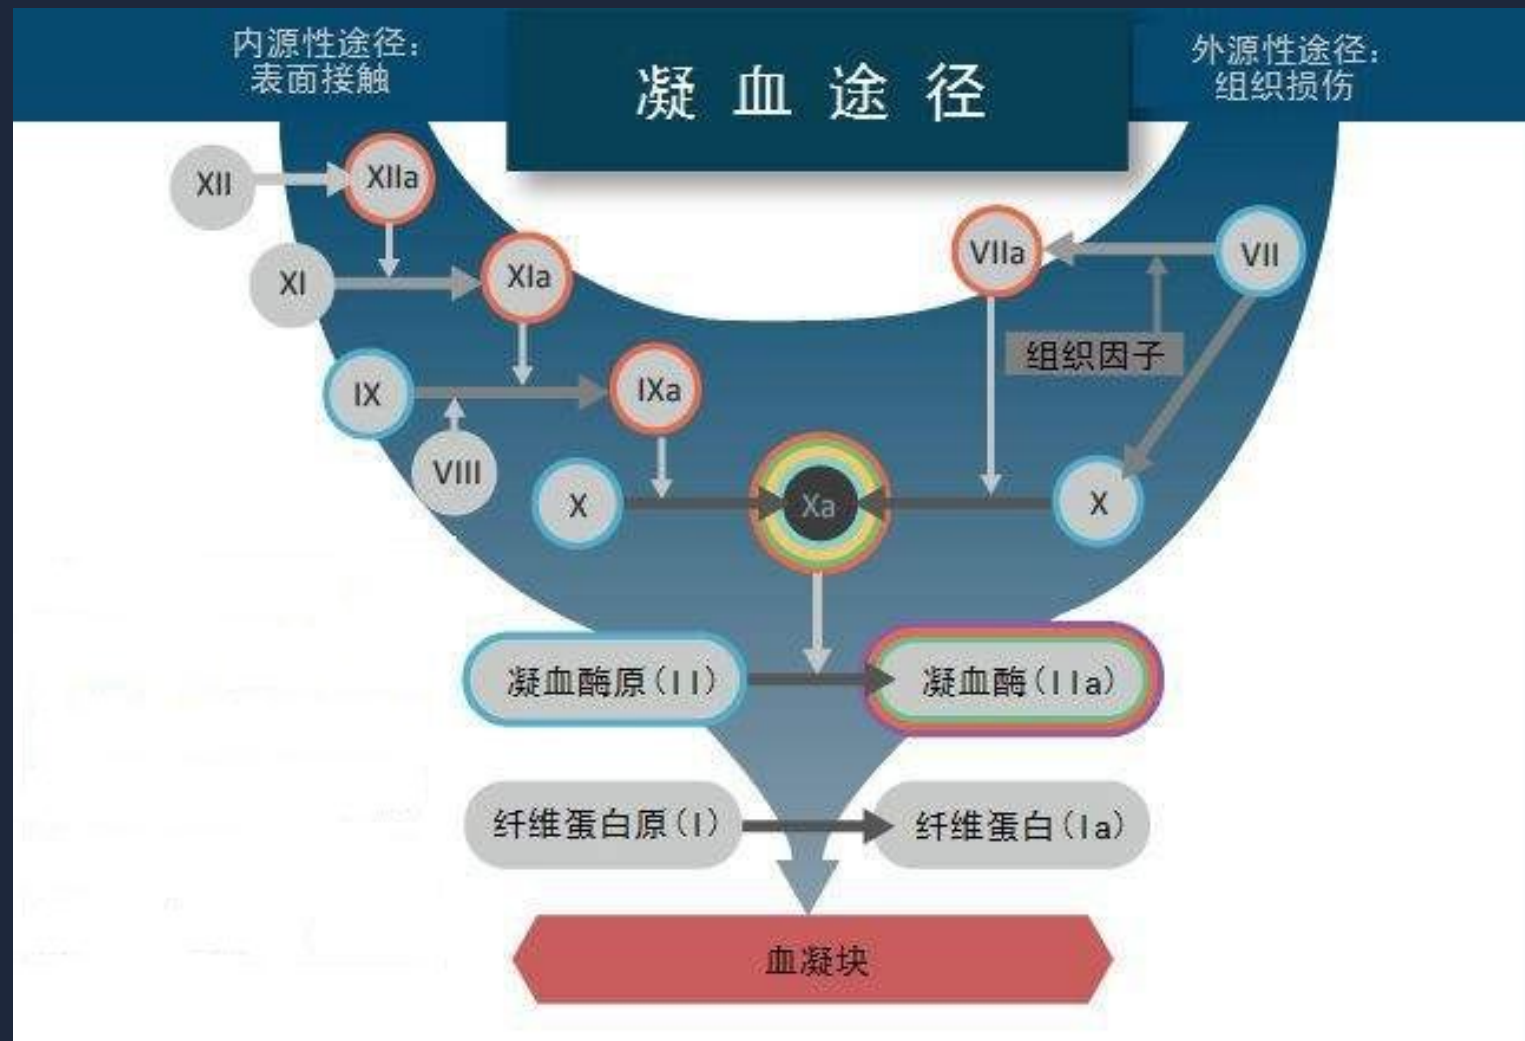 内源性途径：
表面接触
凝血途径
外源性途径：
组织损伤
XII
XIIa
XI
XIa
VIIa
VII
组织因子
IX
IXa
VIII
X
Xa
X
凝血酶原(II)
凝血酶(IIa)
纤维蛋白原(I)
纤维蛋白(Ia)
血凝块